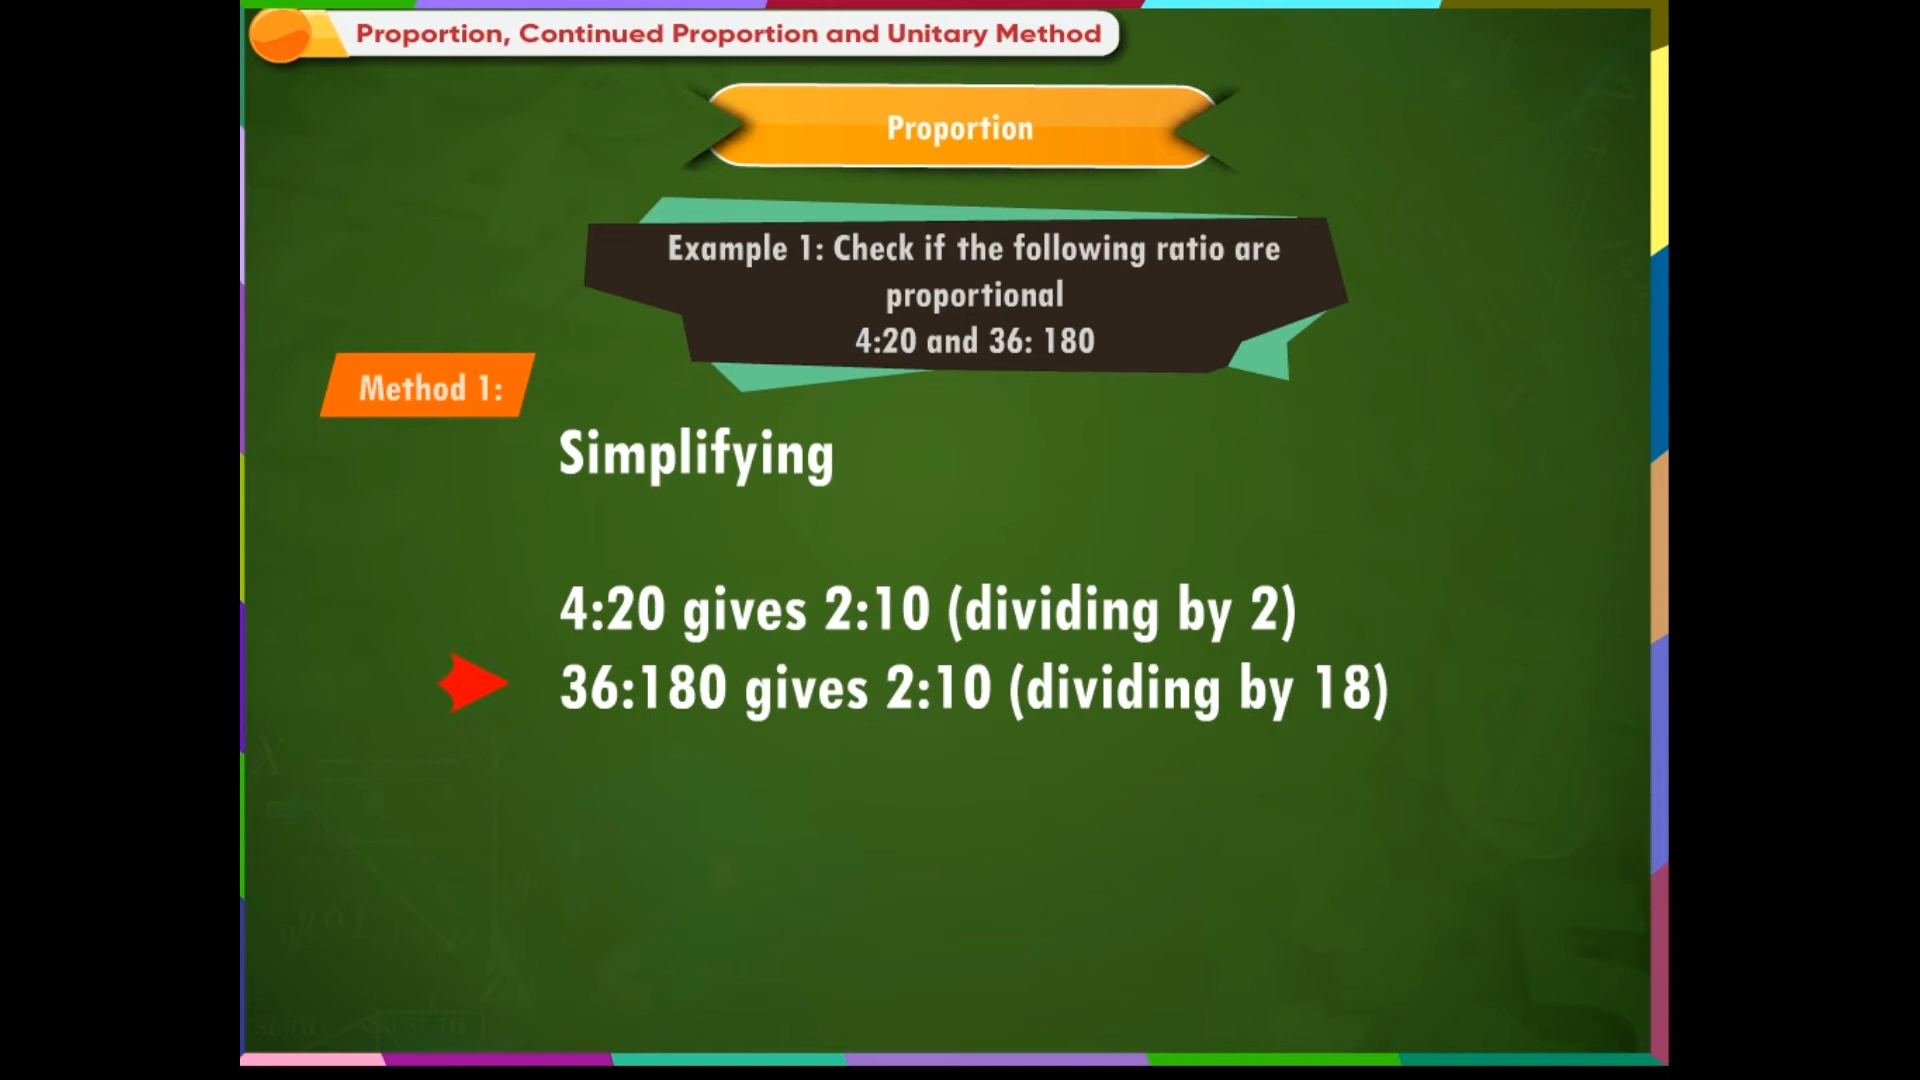 Proportion, Continued Proportion and Unitary Method
Proportion
Example 1: Check if the following ratio are
proportional
4:20 and 36: 180
Method 1:
Simplifying
4:20 gives 2:10 (dividing by 2)
36:180 gives 2:10 (dividing by 18)